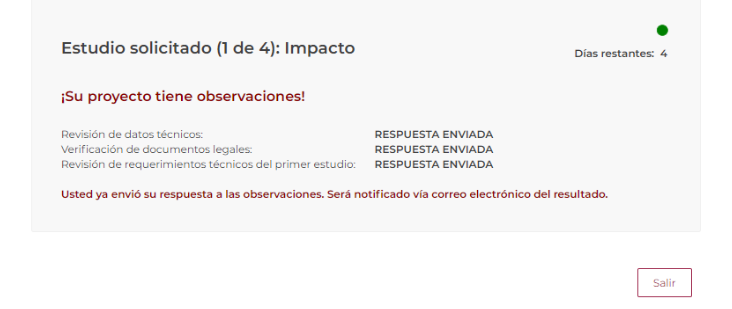 Estudio solicitado (1 de 4): Impacto
Días restantes: 4
¡Su proyecto tiene observaciones!
Revisión de datos técnicos: RESPUESTA ENVIADA
Verificación de documentos legales: RESPUESTA ENVIADA
Revisión de requerimientos técnicos del primer estudio: RESPUESTA ENVIADA
Usted ya envió su respuesta a las observaciones. Será notificado vía correo electrónico del resultado.
Salir